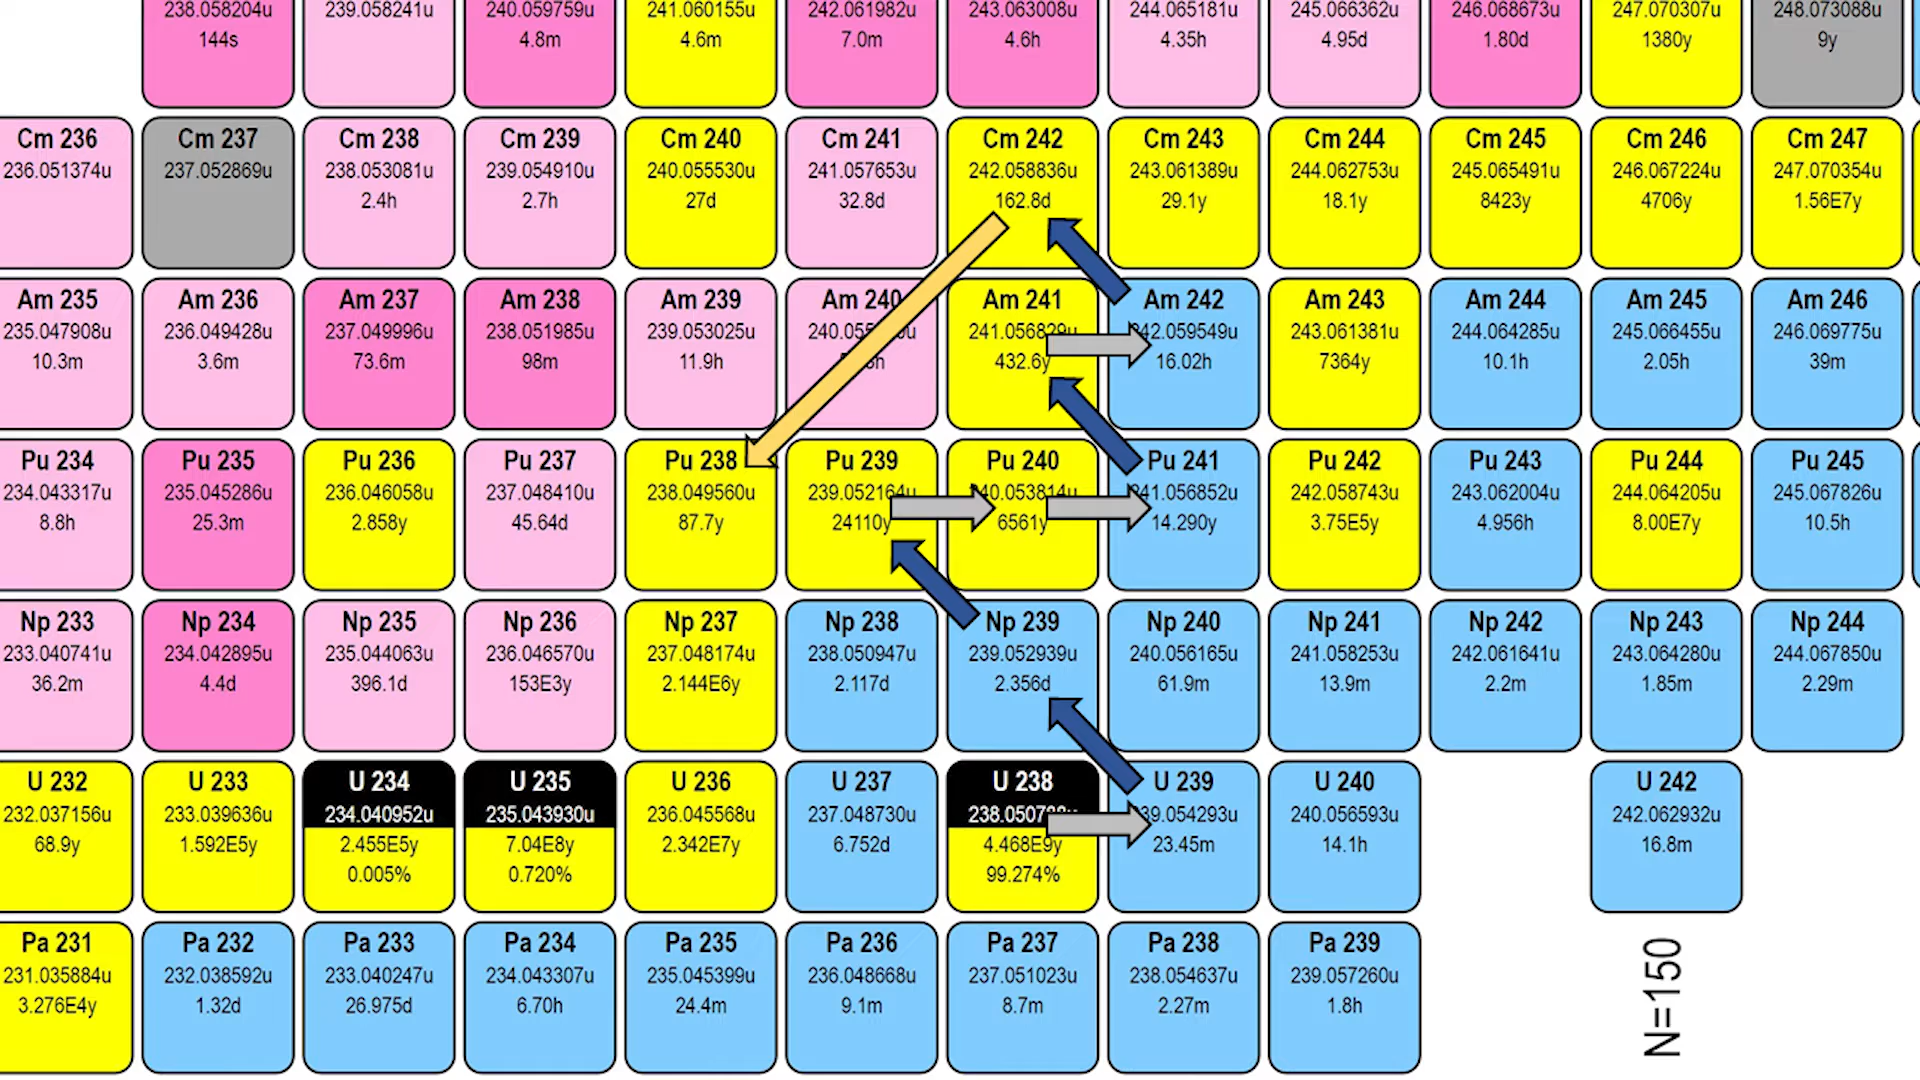 238.058204u
144s
239.058241u
240.059759u
4.8m
241.060155u
4.6m
242.061982u
7.0m
243.063008u
4.6h
244.065181u
4.35h
245.066362u
4.95d
246.068673u
1.80d
247.070307u
1380y
248.073088u
9y
Cm 236
236.051374u
Cm 237
237.052869u
Cm 238
238.053081u
2.4h
Cm 239
239.054910u
2.7h
Cm 240
240.055530u
27d
Cm 241
241.057653u
32.8d
Cm 242
242.058836u
162.8d
Cm 243
243.061389u
29.1y
Cm 244
244.062753u
18.1y
Cm 245
245.065491u
8423y
Cm 246
246.067224u
4706y
Cm 247
247.070354u
1.56E7y
Am 235
235.047908u
10.3m
Am 236
236.049428u
3.6m
Am 237
237.049996u
73.6m
Am 238
238.051985u
98m
Am 239
239.053025u
11.9h
Am 240
Am 241
241.056829u
432.6y
Am 242
242.059549u
16.02h
Am 243
243.061381u
7364y
Am 244
244.064285u
10.1h
Am 245
245.066455u
2.05h
Am 246
246.069775u
39m
Pu 234
234.043317u
8.8h
Pu 235
235.045286u
25.3m
Pu 236
236.046058u
2.858y
Pu 237
237.048410u
45.64d
Pu 238
238.049560u
87.7y
Pu 239
239.052164u
24110y
Pu 240
240.053814u
6561y
Pu 241
241.056852u
14.290y
Pu 242
242.058743u
3.75E5y
Pu 243
243.062004u
4.956h
Pu 244
244.064205u
8.00E7y
Pu 245
245.067826u
10.5h
Np 233
233.040741u
36.2m
Np 234
234.042895u
4.4d
Np 235
235.044063u
396.1d
Np 236
236.046570u
153E3y
Np 237
237.048174u
2.144E6y
Np 238
238.050947u
2.117d
Np 239
239.052939u
2.356d
Np 240
240.056165u
61.9m
Np 241
241.058253u
13.9m
Np 242
242.061641u
2.2m
Np 243
243.064280u
1.85m
Np 244
244.067850u
2.29m
U 232
232.037156u
68.9y
U 233
233.039636u
1.592E5y
U 234
234.040952u
2.455E5y
0.005%
U 235
235.043930u
7.04E8y
0.720%
U 236
236.045568u
2.342E7y
U 237
237.048730u
6.752d
U 238
4.468E9y
99.274%
U 239
239.054293u
23.45m
U 240
240.056593u
14.1h
U 242
242.062932u
16.8m
Pa 231
231.035884u
3.276E4y
Pa 232
232.038592u
1.32d
Pa 233
233.040247u
26.975d
Pa 234
234.043307u
6.70h
Pa 235
235.045399u
24.4m
Pa 236
236.048668u
9.1m
Pa 237
237.051023u
8.7m
Pa 238
238.054637u
2.27m
Pa 239
239.057260u
1.8h
N=150